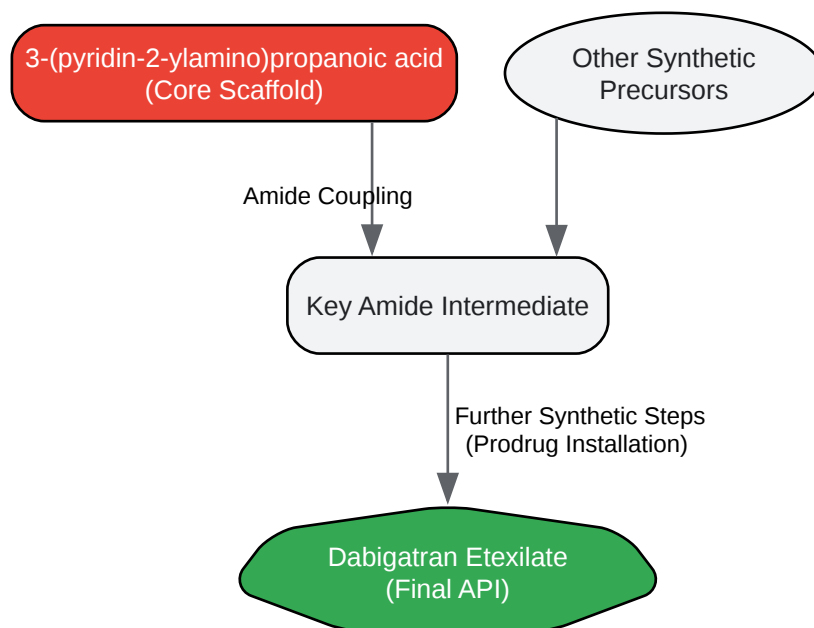 3-(pyridin-2-ylamino)propanoic acid
(Core Scaffold)
Other Synthetic
Precursors
Amide Coupling
Key Amide Intermediate
Further Synthetic Steps
(Prodrug Installation)
Dabigatran Etexilate
(Final API)